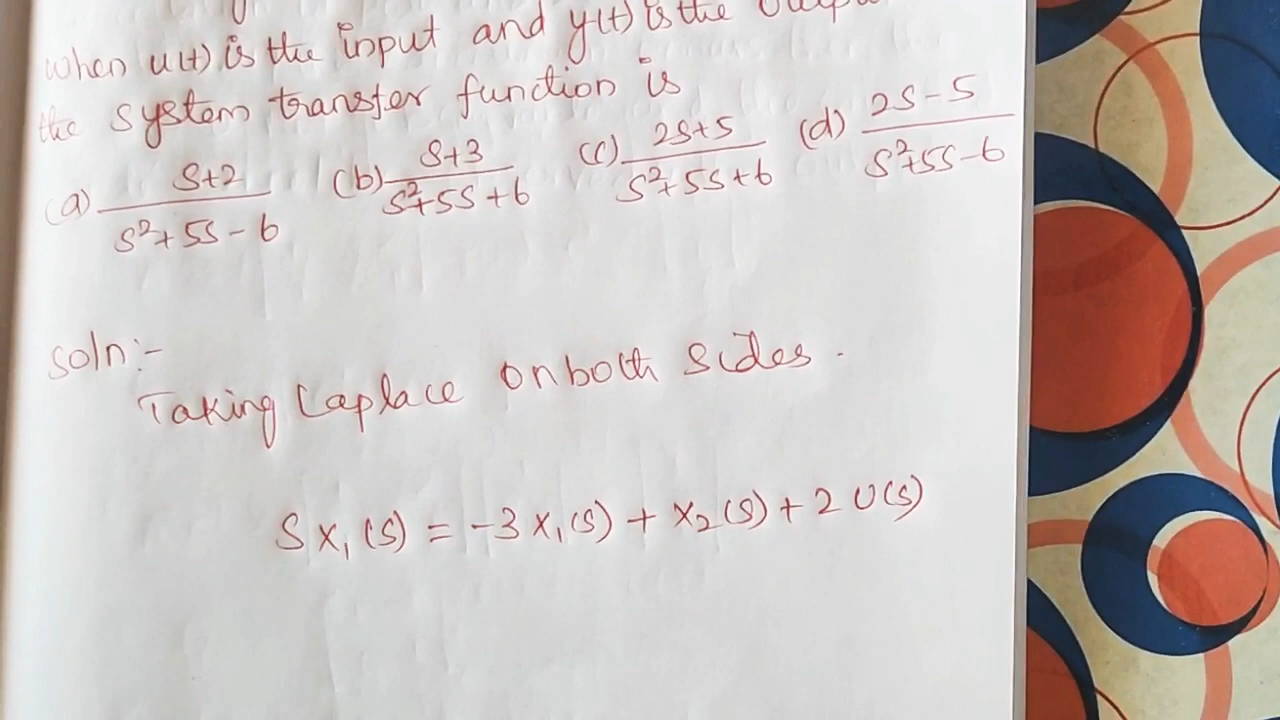 when u(t) is the input and y(t) is the
the system transfer function is
(a) S+2 / S²+5S-6 (b) S+3 / S²+5S+6 (c) 2S+5 / S²+5S+6 (d) 2S-5 / S²+5S-6
Soln:-
Taking Laplace on both sides.
S X₁(S) = -3 X₁(S) + X₂(S) + 2 U(S)